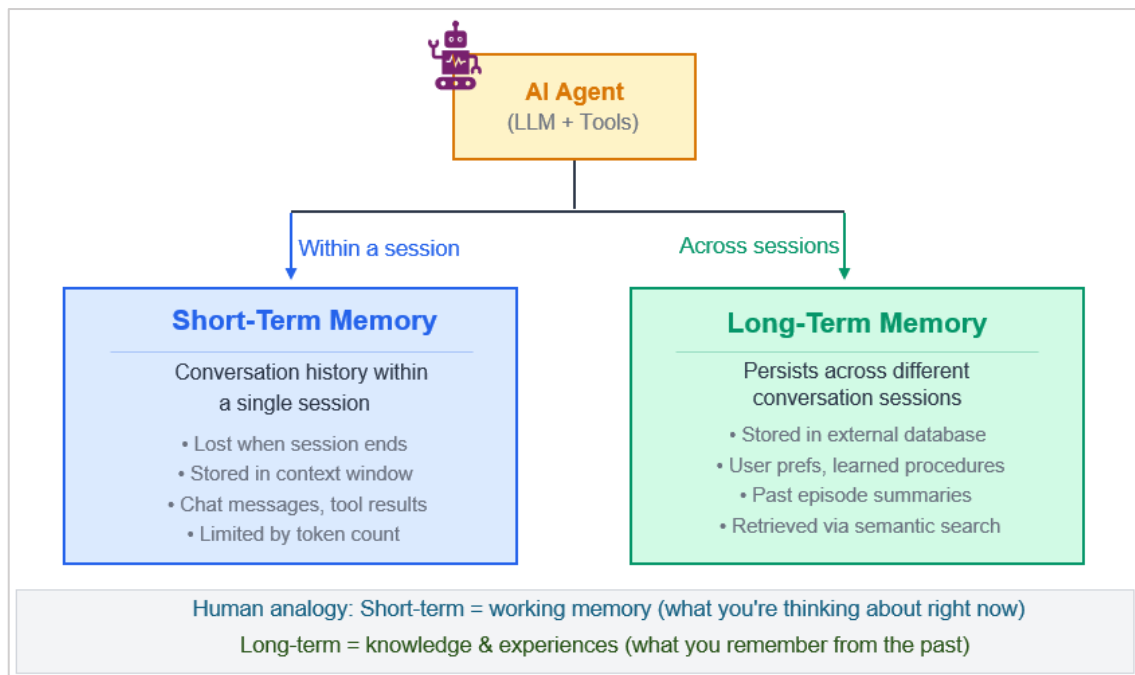 AI Agent
(LLM + Tools)
Within a session
Across sessions
Short-Term Memory
Conversation history within
a single session
• Lost when session ends
• Stored in context window
• Chat messages, tool results
• Limited by token count
Long-Term Memory
Persists across different
conversation sessions
• Stored in external database
• User prefs, learned procedures
• Past episode summaries
• Retrieved via semantic search
Human analogy: Short-term = working memory (what you're thinking about right now)
Long-term = knowledge & experiences (what you remember from the past)